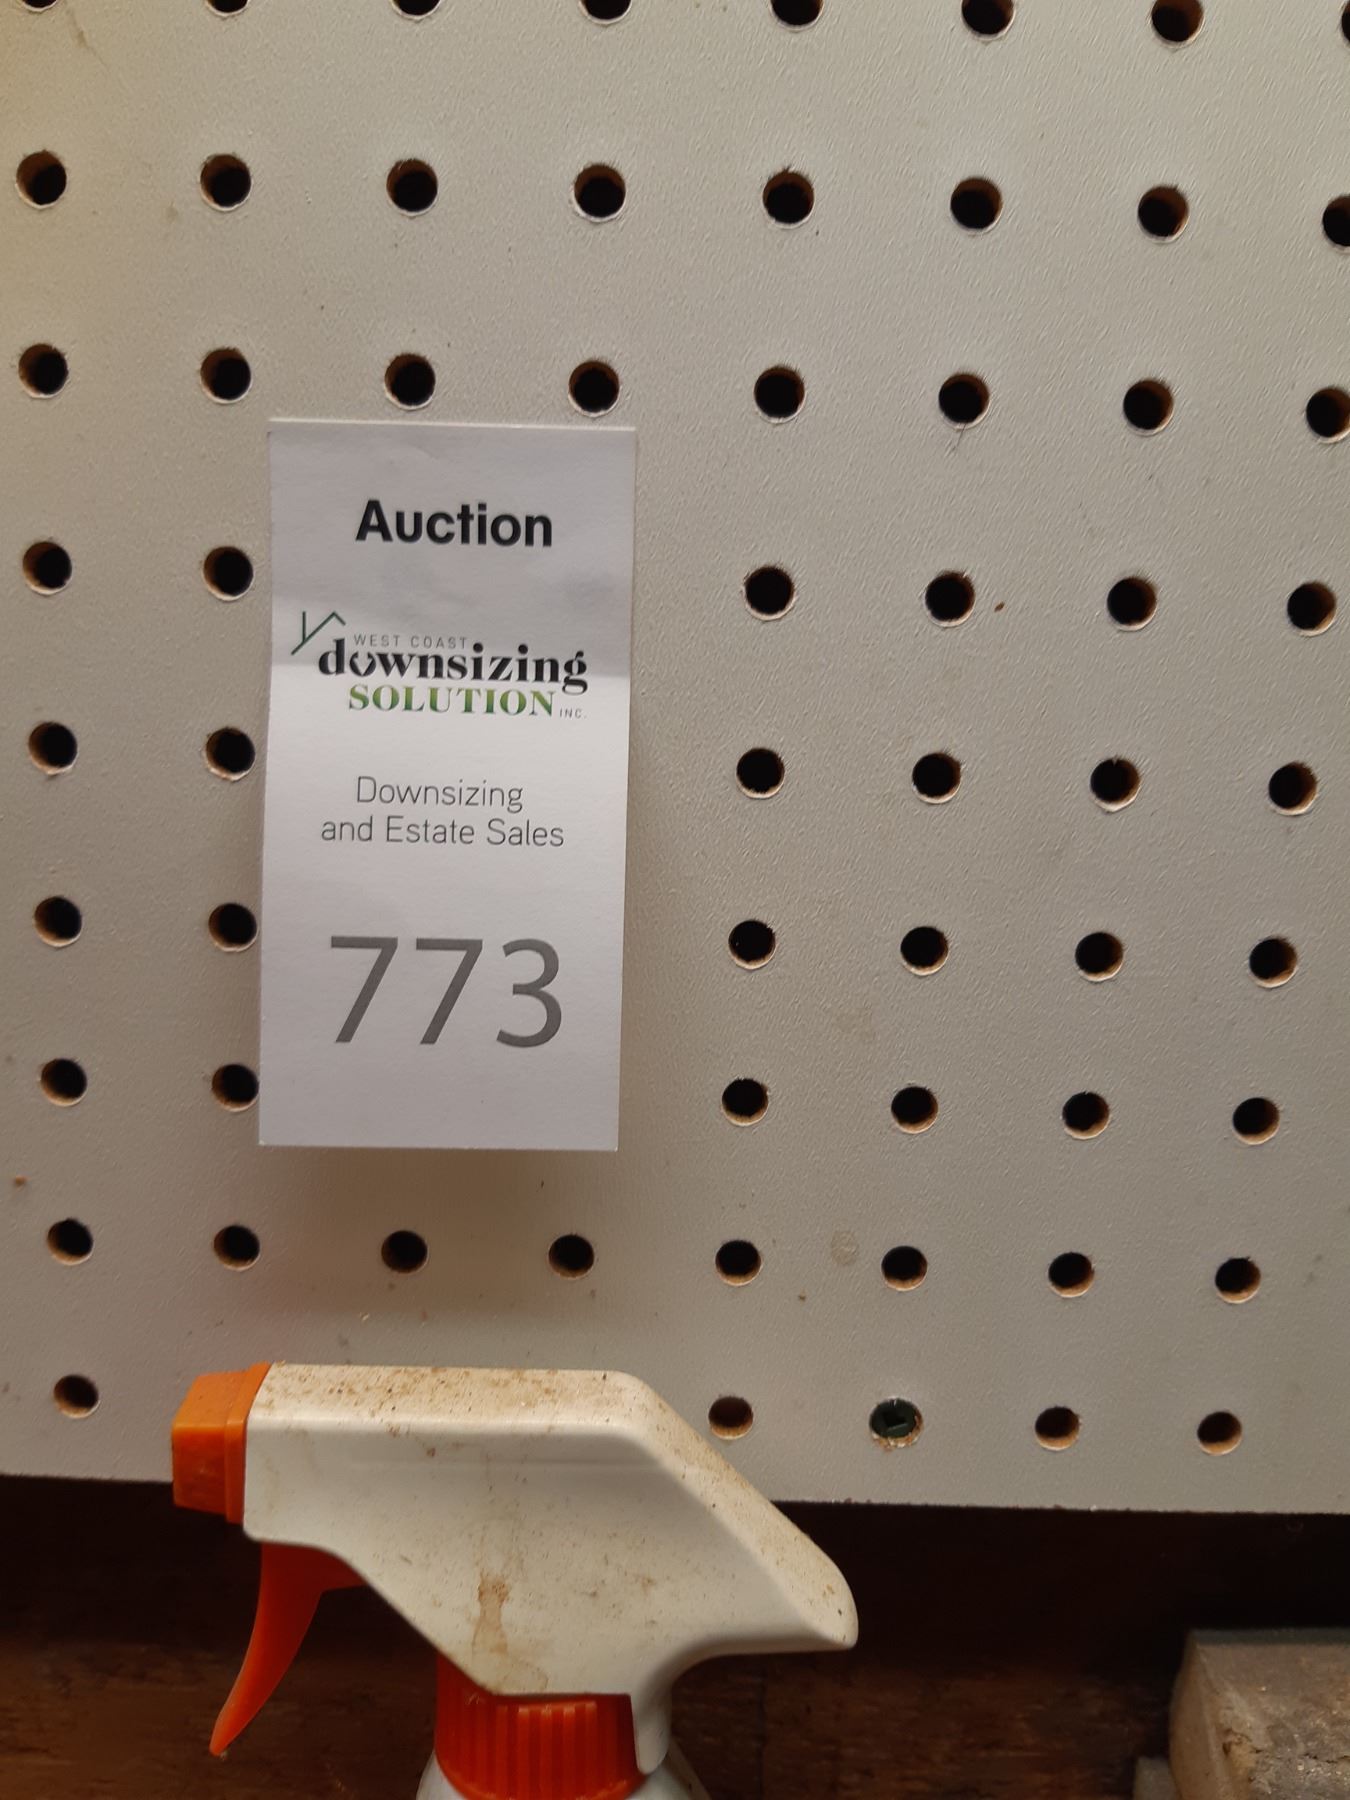 Auction
WEST COAST
downsizing
SOLUTION INC.
Downsizing
and Estate Sales
773